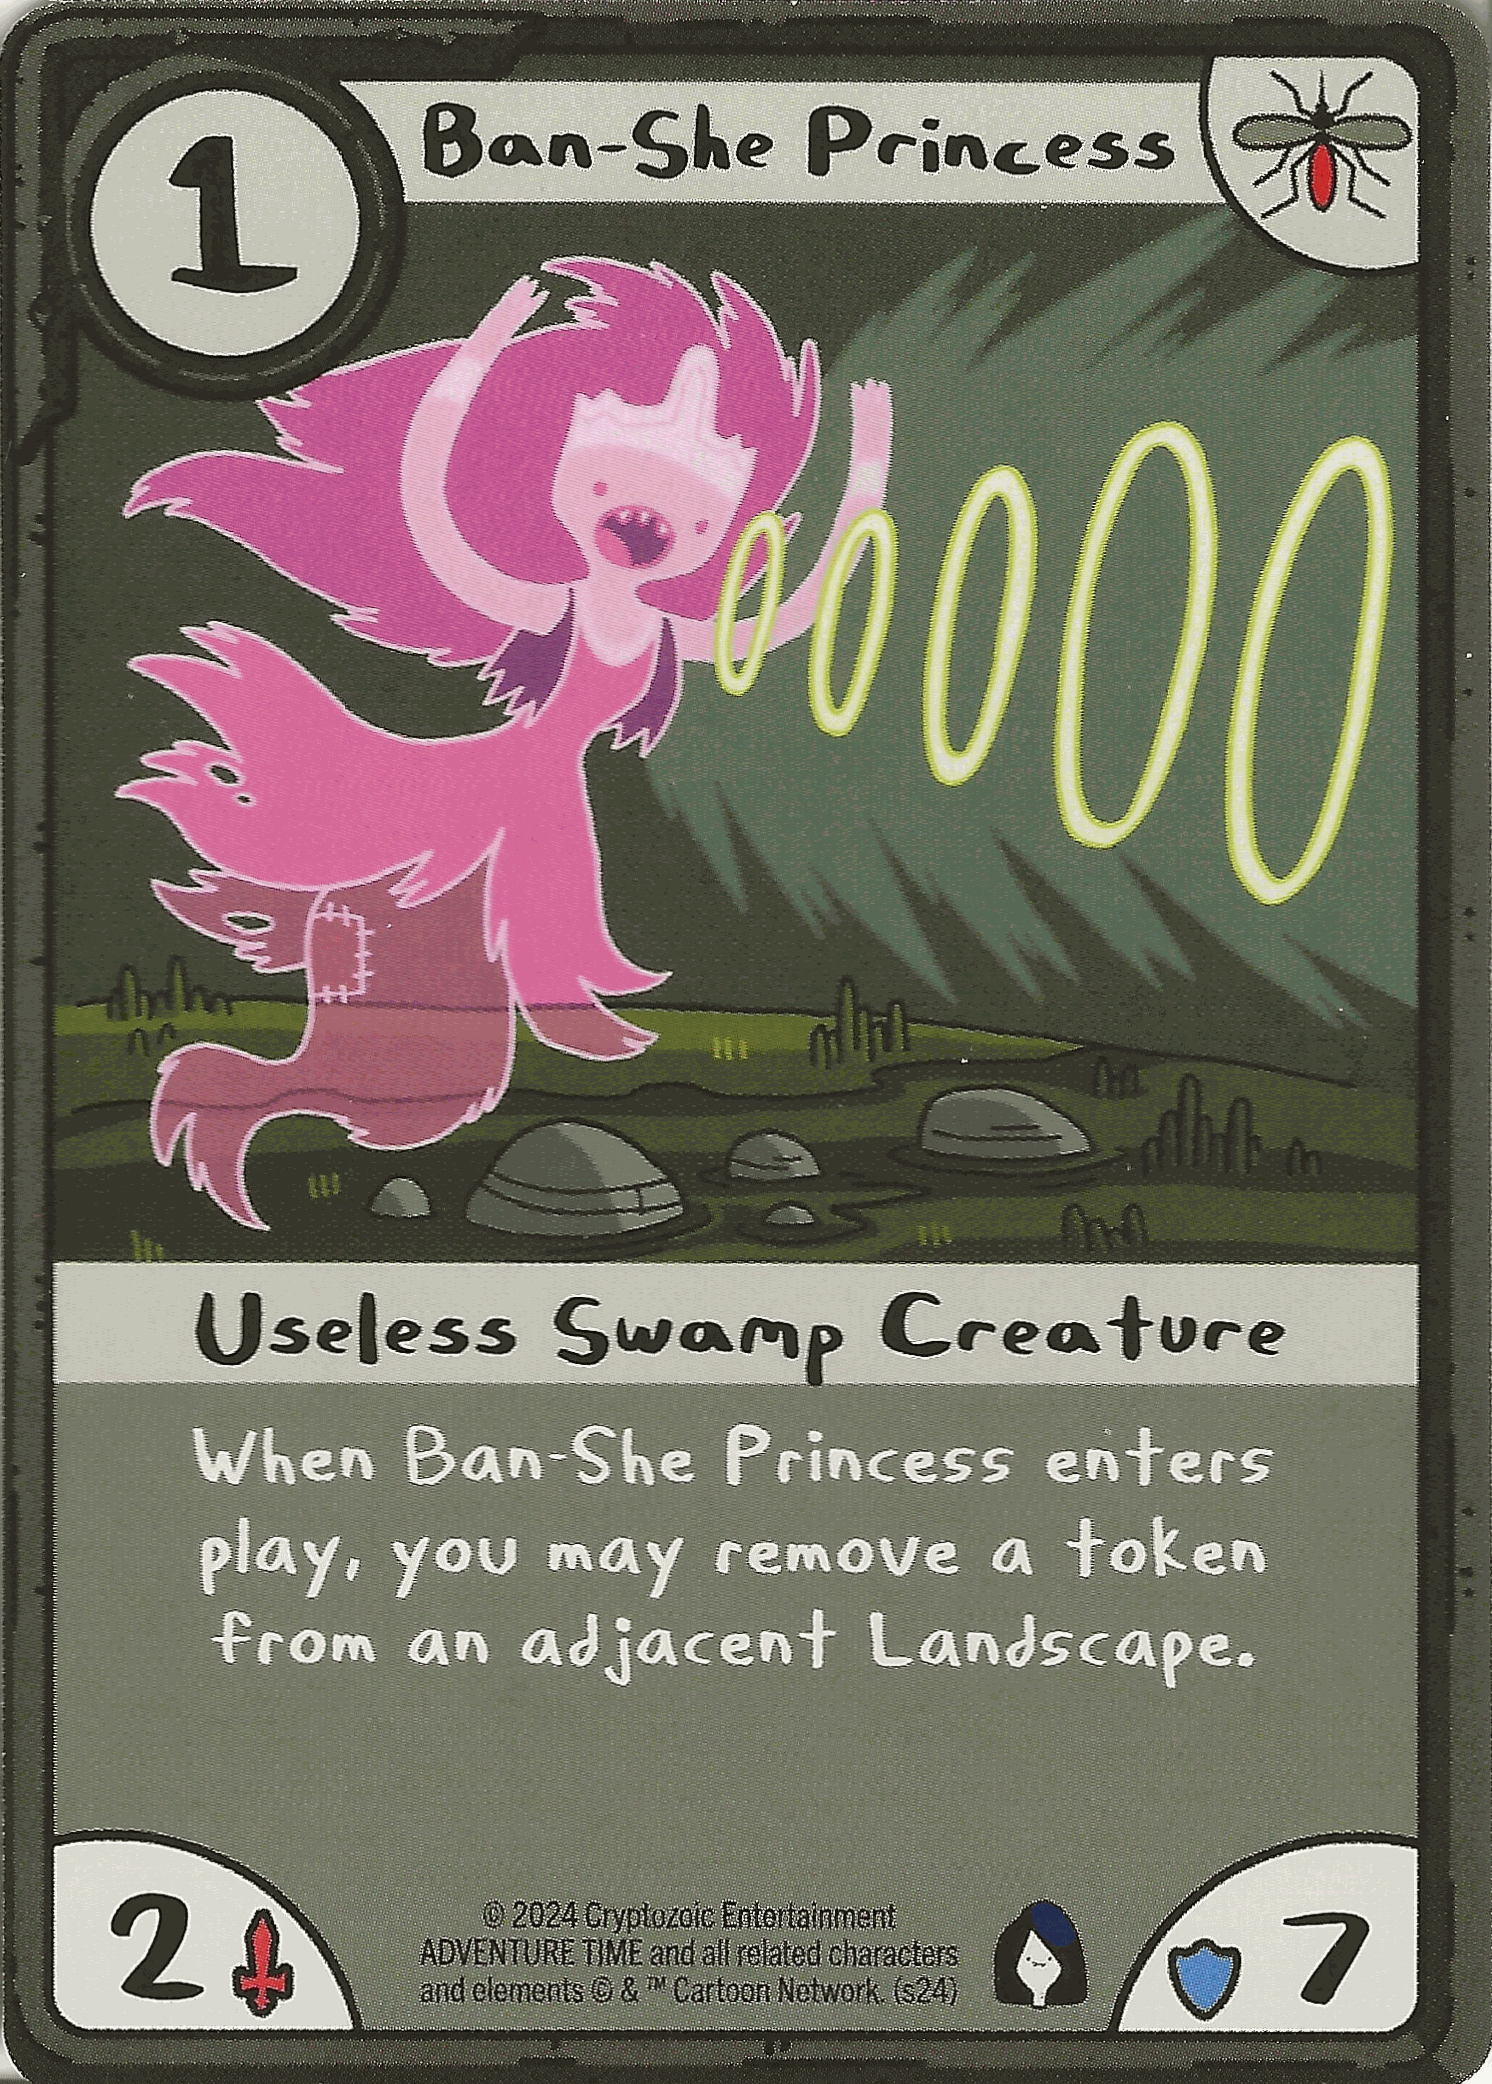 1
Ban-She Princess
Useless Swamp Creature
When Ban-She Princess enters
play, you may remove a token
from an adjacent Landscape.
2
© 2024 Cryptozoic Entertainment
ADVENTURE TIME and all related characters
and elements © & ™ Cartoon Network. (s24)
7